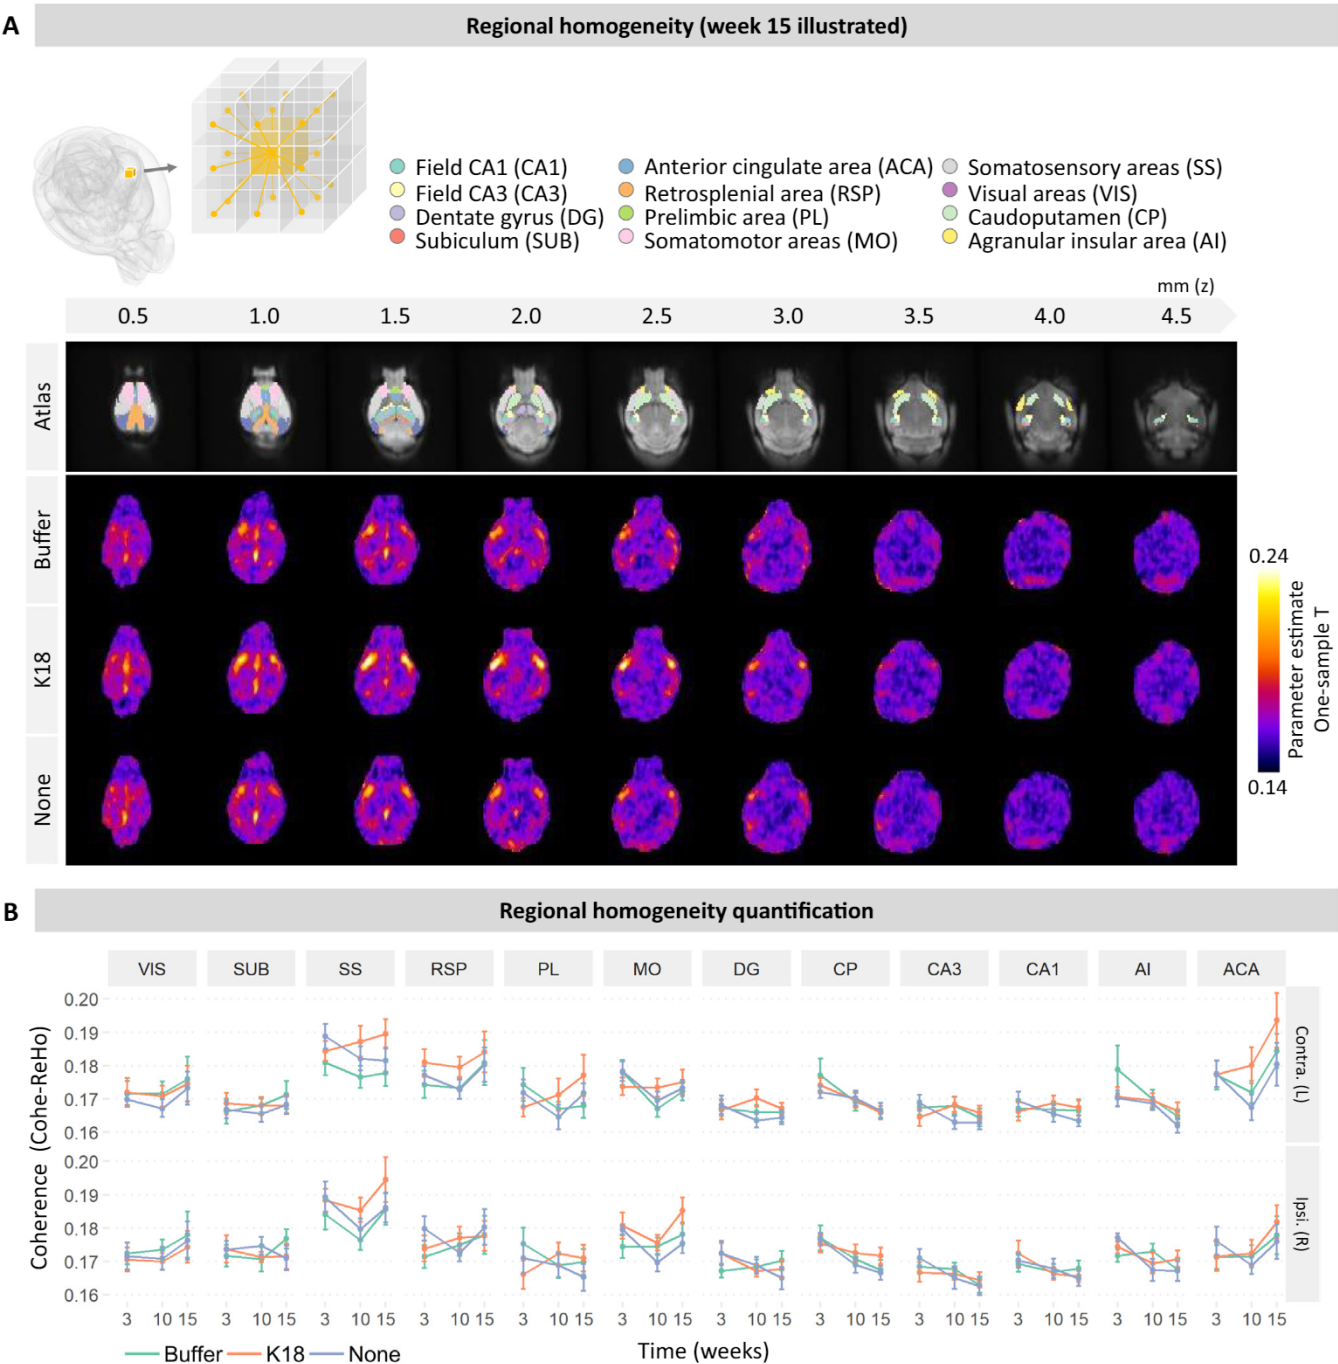 A
Regional homogeneity (week 15 illustrated)
Field CA1 (CA1)
Field CA3 (CA3)
Dentate gyrus (DG)
Subiculum (SUB)
Anterior cingulate area (ACA)
Retrosplenial area (RSP)
Prelimbic area (PL)
Somatomotor areas (MO)
Somatosensory areas (SS)
Visual areas (VIS)
Caudoputamen (CP)
Agranular insular area (AI)
mm (z)
0.5 1.0 1.5 2.0 2.5 3.0 3.5 4.0 4.5
Atlas
Buffer
K18
None
0.24
0.14
Parameter estimate
One-sample T
B
Regional homogeneity quantification
VIS SUB SS RSP PL MO DG CP CA3 CA1 AI ACA
Coherence (Cohe-ReHo)
0.20
0.19
0.18
0.17
0.16
Contra. (L)
0.20
0.19
0.18
0.17
0.16
Ipsi. (R)
3 10 15 3 10 15 3 10 15 3 10 15 3 10 15 3 10 15 3 10 15 3 10 15 3 10 15 3 10 15 3 10 15 3 10 15
Time (weeks)
Buffer K18 None